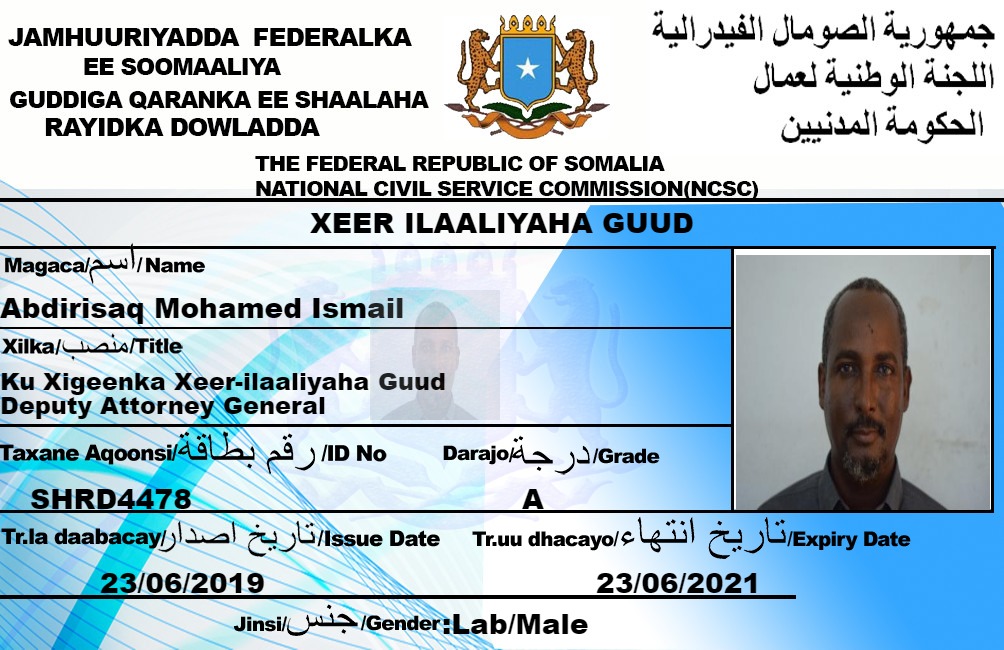 JAMHUURIYADDA FEDERALKA
EE SOOMAALIYA
GUDDIGA QARANKA EE SHAALAHA
RAYIDKA DOWLADDA
جمهورية الصومال الفيدرالية
اللجنة الوطنية لعمال
الحكومة المدنيين
THE FEDERAL REPUBLIC OF SOMALIA
NATIONAL CIVIL SERVICE COMMISSION(NCSC)
XEER ILAALIYAHA GUUD
Magaca/اسم/Name
Abdirisaq Mohamed Ismail
Xilka/منصب/Title
Ku Xigeenka Xeer-ilaaliyaha Guud
Deputy Attorney General
Taxane Aqoonsi/رقم بطاقة/ID No Darajo/درجة/Grade
SHRD4478 A
Tr.la daabacay/تاريخ اصدار/Issue Date Tr.uu dhacayo/تاريخ انتهاء/Expiry Date
23/06/2019 23/06/2021
Jinsi/جنس/Gender:Lab/Male